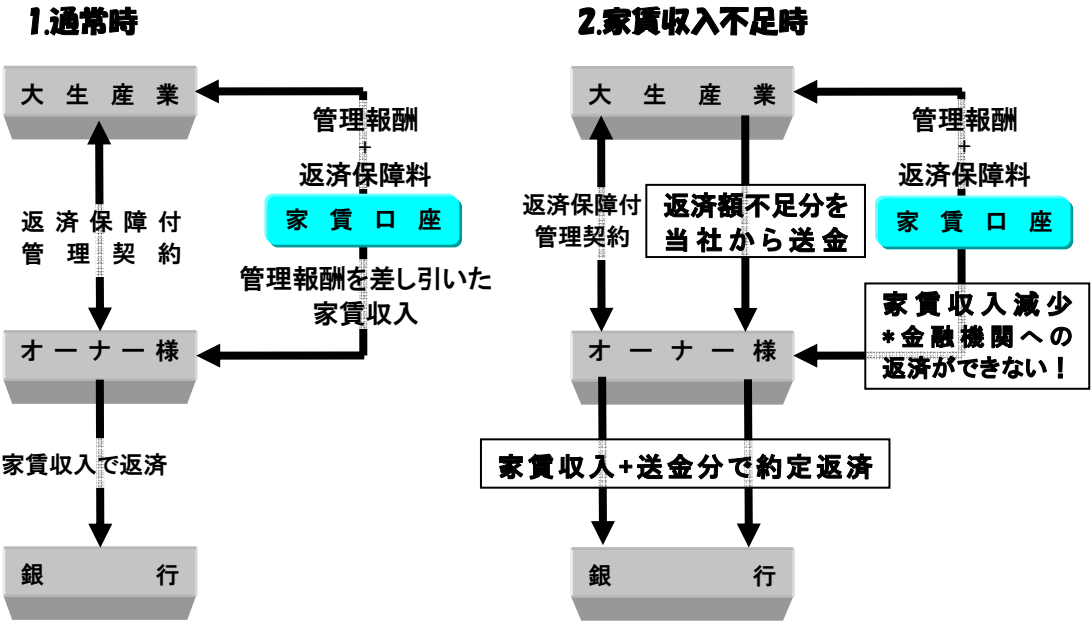 1.通常時
大生産業
管理報酬
+
返済保障料
家賃口座
返済保障付
管理契約
管理報酬を差し引いた
家賃収入
オーナー様
家賃収入で返済
銀行
2.家賃収入不足時
大生産業
管理報酬
+
返済保障料
家賃口座
返済保障付
管理契約
返済額不足分を
当社から送金
家賃収入減少
*金融機関への
返済ができない!
オーナー様
家賃収入+送金分で約定返済
銀行